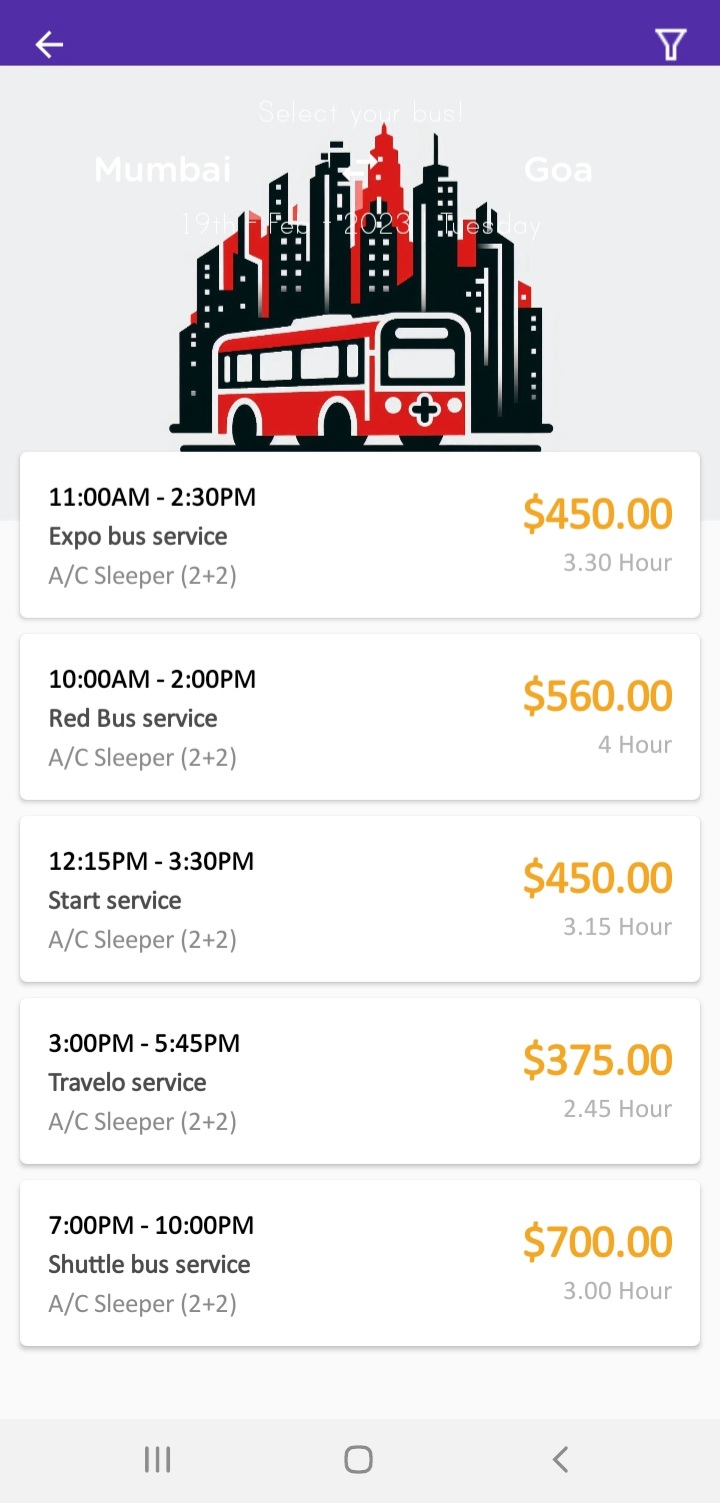 Select your bus!
Mumbai Goa
19th - Feb - 2023 Tuesday
11:00AM - 2:30PM
$450.00
Expo bus service
3.30 Hour
A/C Sleeper (2+2)
10:00AM - 2:00PM
$560.00
Red Bus service
4 Hour
A/C Sleeper (2+2)
12:15PM - 3:30PM
$450.00
Start service
3.15 Hour
A/C Sleeper (2+2)
3:00PM - 5:45PM
$375.00
Travelo service
2.45 Hour
A/C Sleeper (2+2)
7:00PM - 10:00PM
$700.00
Shuttle bus service
3.00 Hour
A/C Sleeper (2+2)